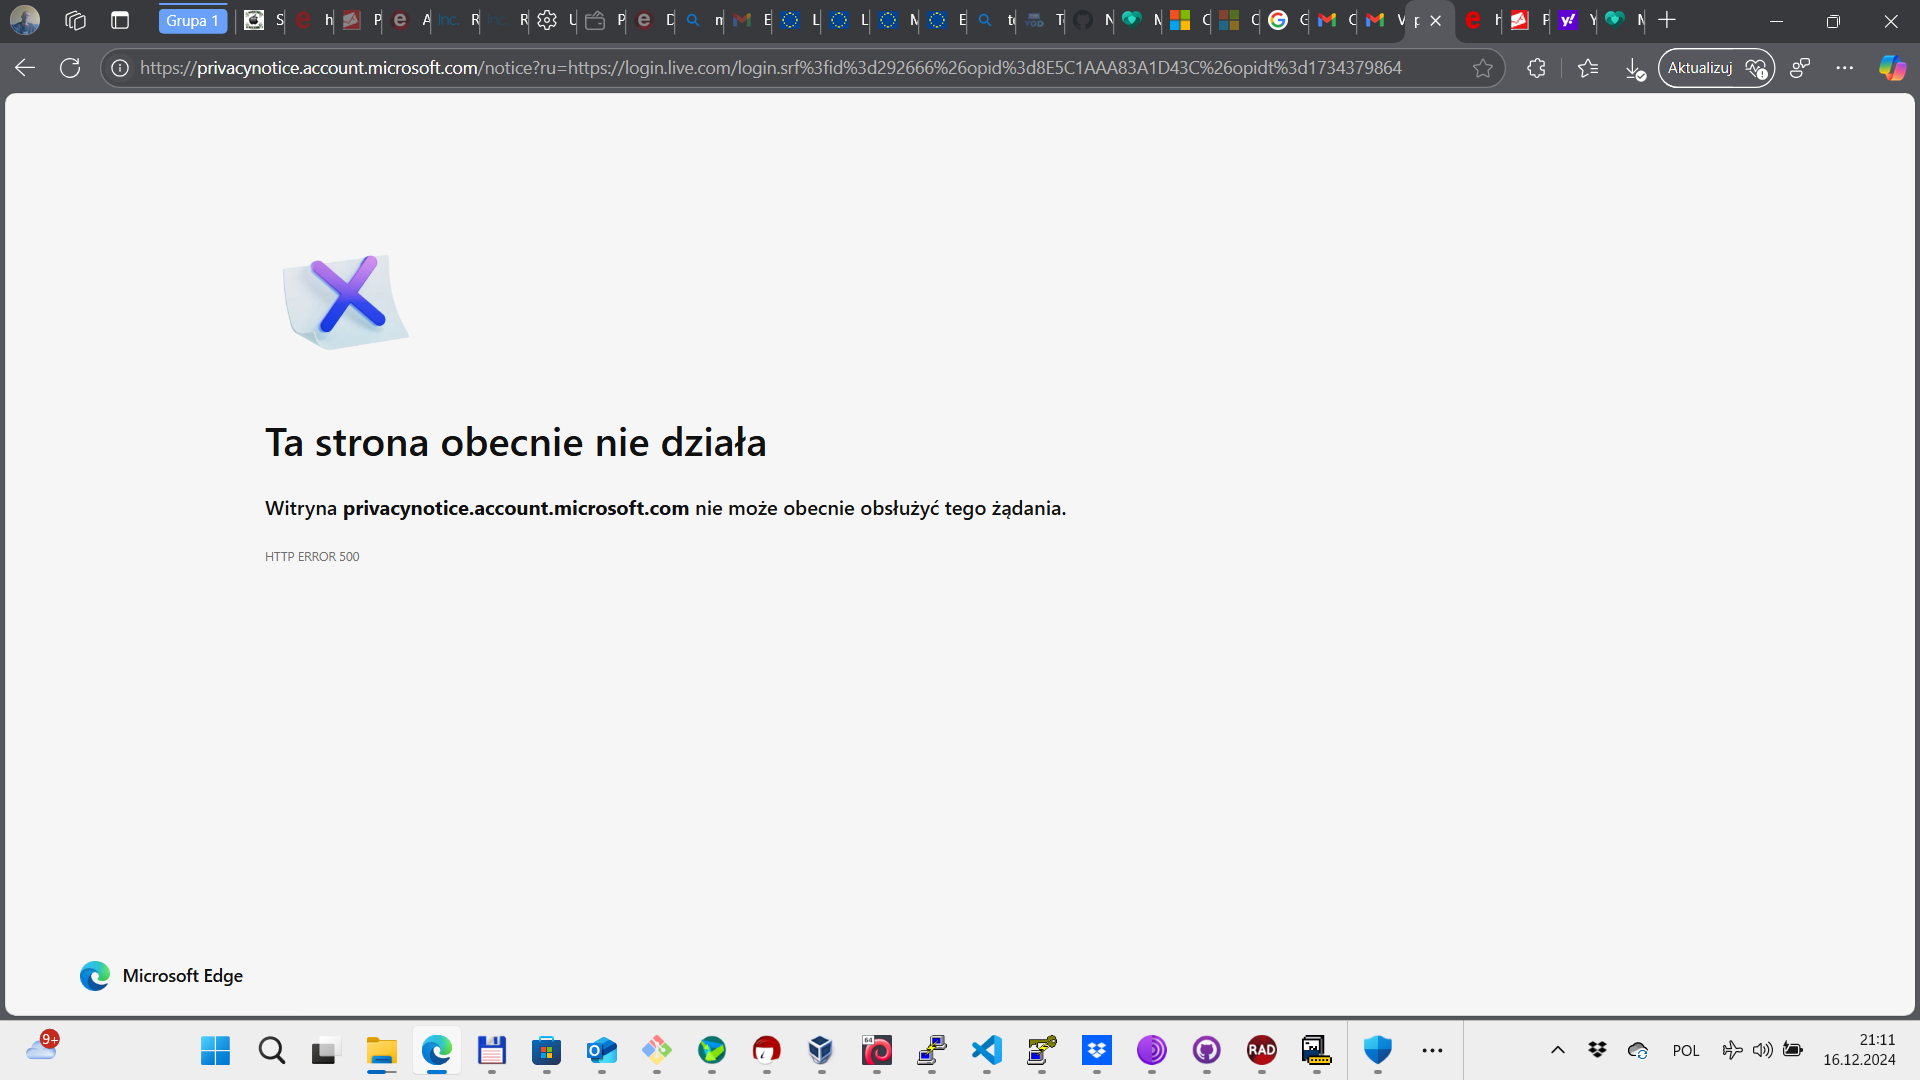 Grupa 1
Aktualizuj
https://privacynotice.account.microsoft.com/notice?ru=https://login.live.com/login.srf%3fid%3d292666%26opid%3d8E5C1AAA83A1D43C%26opidt%3d1734379864
Ta strona obecnie nie działa
Witryna privacynotice.account.microsoft.com nie może obecnie obsłużyć tego żądania.
HTTP ERROR 500
Microsoft Edge
9+
64
RAD
POL
21:11
16.12.2024